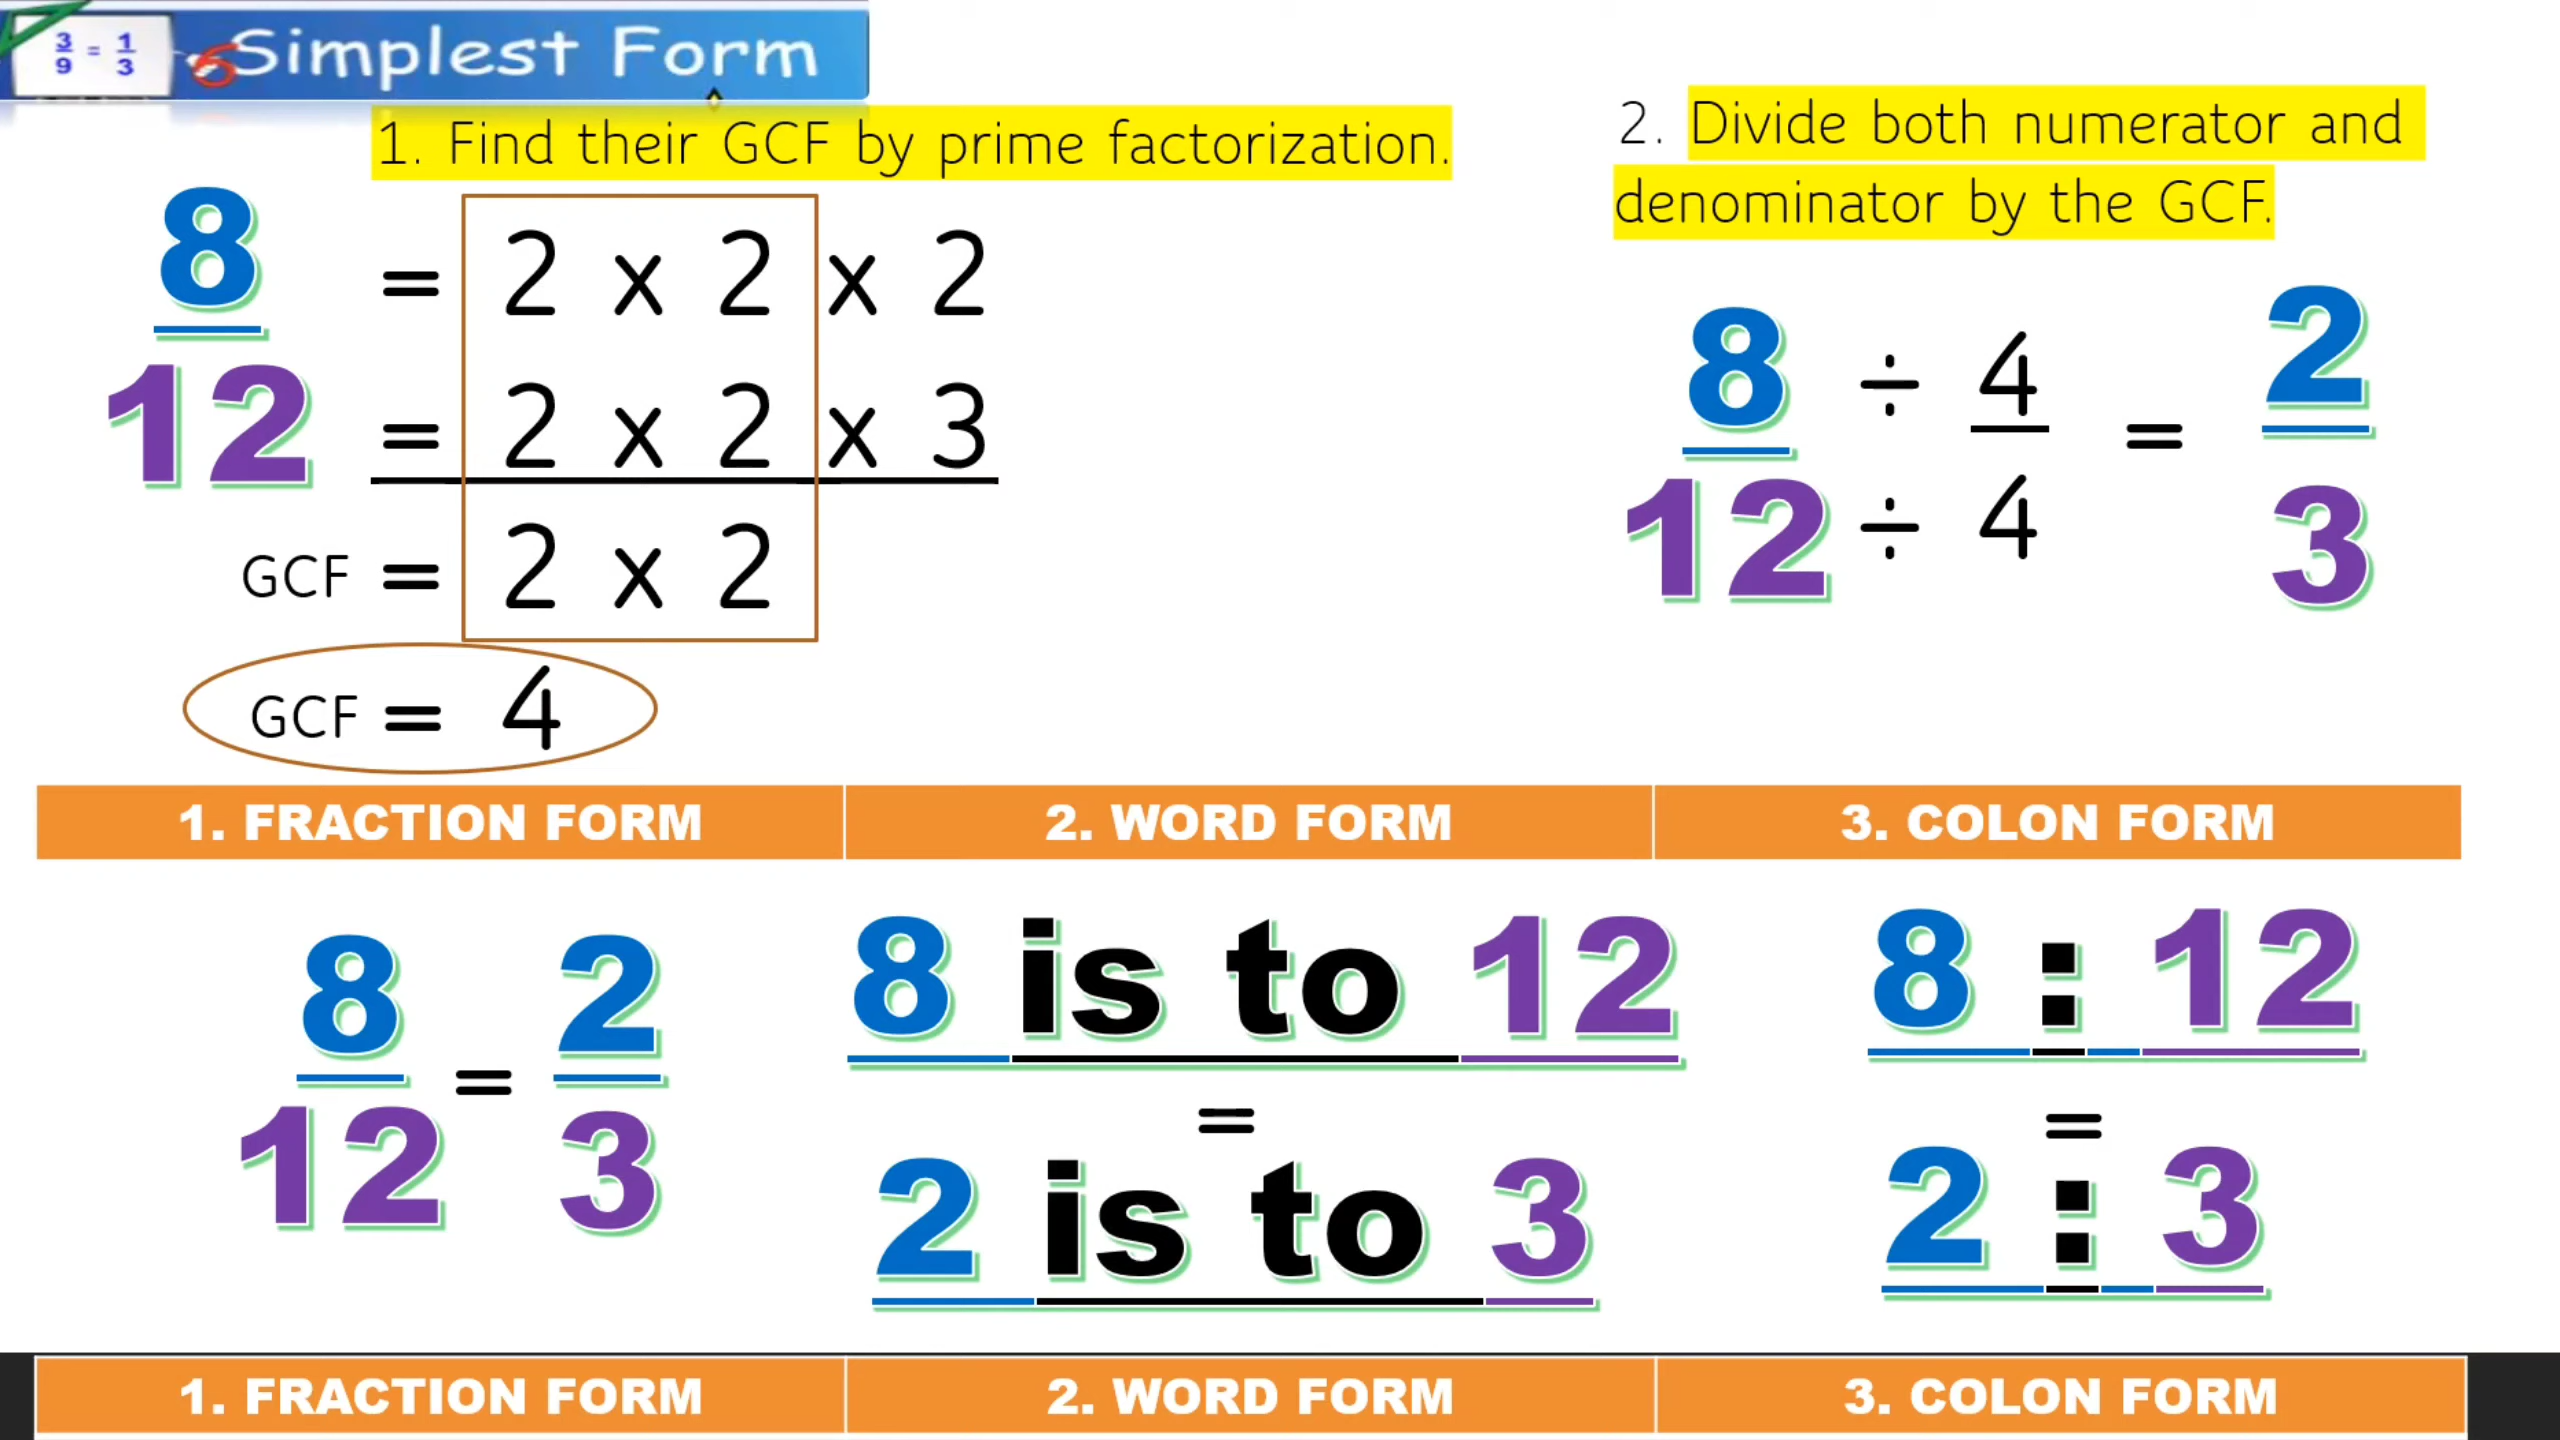 3/9 = 1/3
Simplest Form
1. Find their GCF by prime factorization.
8 = 2 x 2 x 2
12 = 2 x 2 x 3
GCF = 2 x 2
GCF = 4
2. Divide both numerator and
denominator by the GCF.
8 ÷ 4 = 2
12 ÷ 4 3
1. FRACTION FORM 2. WORD FORM 3. COLON FORM
8/12 = 2/3
8 is to 12
=
2 is to 3
8 : 12
=
2 : 3
1. FRACTION FORM 2. WORD FORM 3. COLON FORM